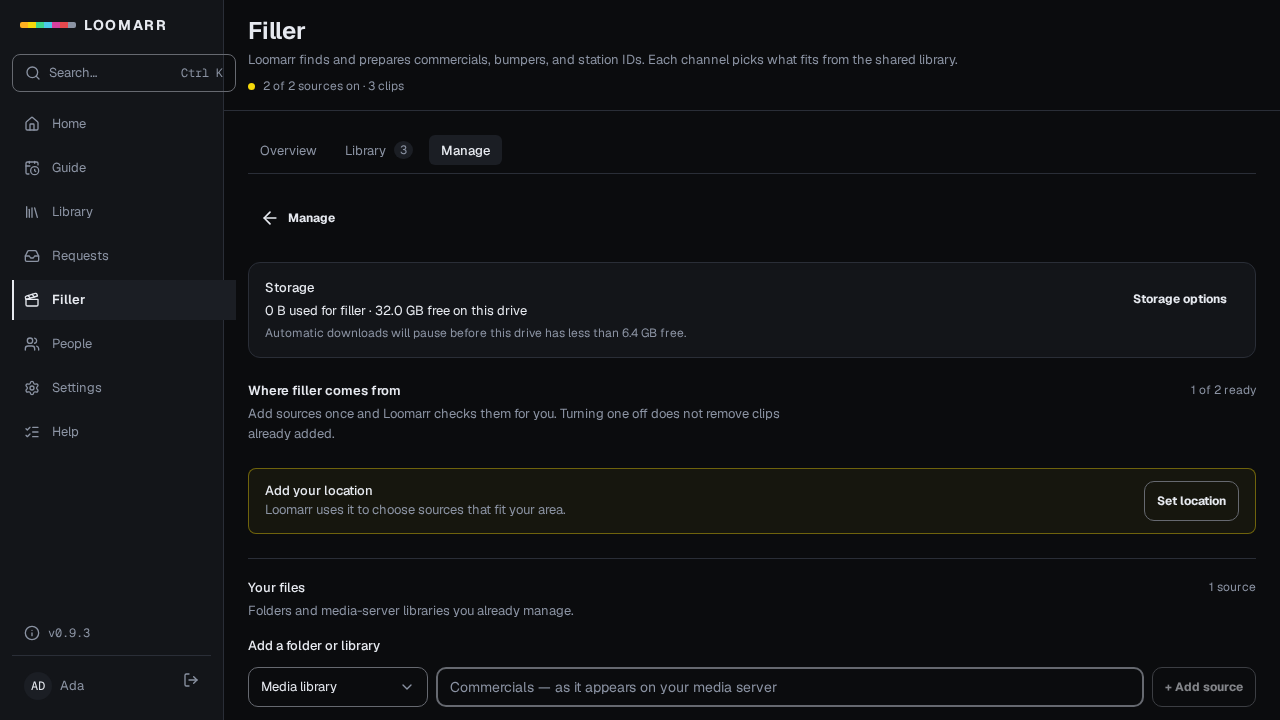 LOOMARR
Search...
Ctrl K
Home
Guide
Library
Requests
Filler
People
Settings
Help
v0.9.3
AD
Ada
Filler
Loomarr finds and prepares commercials, bumpers, and station IDs. Each channel picks what fits from the shared library.
2 of 2 sources on · 3 clips
Overview
Library 3
Manage
Manage
Storage
0 B used for filler · 32.0 GB free on this drive
Automatic downloads will pause before this drive has less than 6.4 GB free.
Storage options
Where filler comes from
1 of 2 ready
Add sources once and Loomarr checks them for you. Turning one off does not remove clips
already added.
Add your location
Loomarr uses it to choose sources that fit your area.
Set location
Your files
1 source
Folders and media-server libraries you already manage.
Add a folder or library
Media library
Commercials — as it appears on your media server
+ Add source